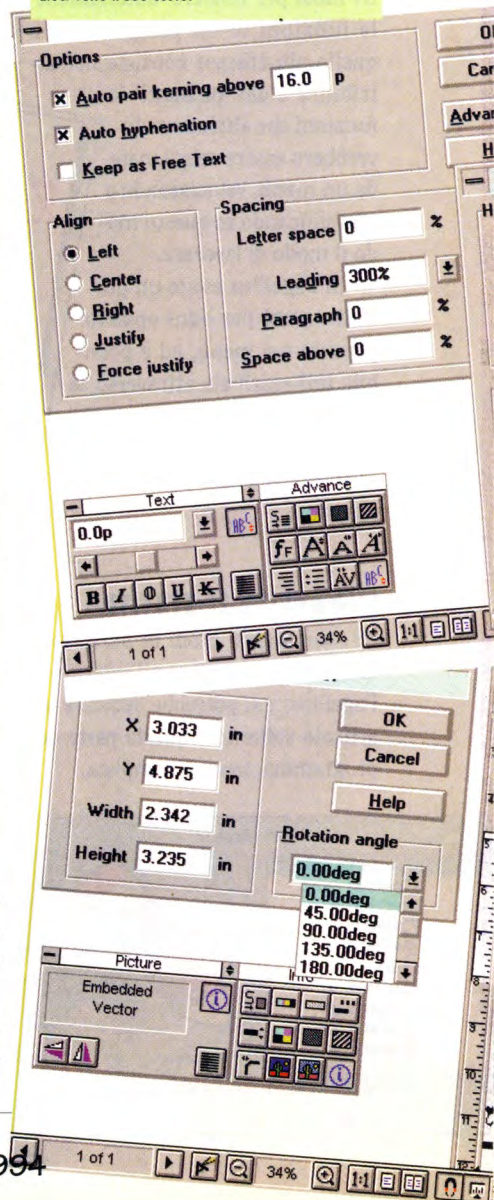 Options
Auto pair kerning above 16.0 p
Auto hyphenation
Keep as Free Text
Align
Left
Center
Right
Justify
Force justify
Spacing
Letter space 0 %
Leading 300%
Paragraph 0 %
Space above 0 %
Text
Advance
0.0p
B I O U K
1 of 1
34%
1:1
X 3.033 in
Y 4.875 in
Width 2.342 in
Height 3.235 in
OK
Cancel
Help
Rotation angle
0.00deg
0.00deg
45.00deg
90.00deg
135.00deg
180.00deg
Picture
Embedded
Vector
1 of 1
34%
1:1